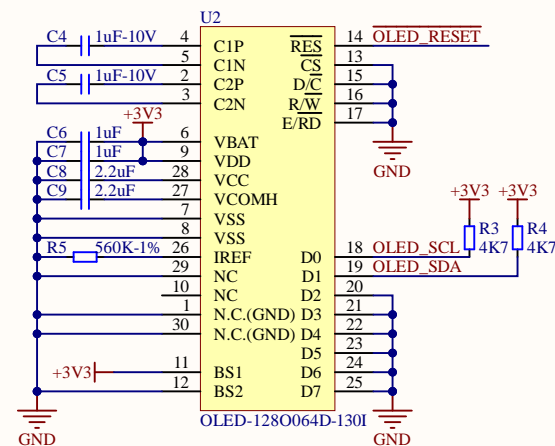 U2
C4 1uF-10V 4 C1P RES 14 OLED_RESET
5 C1N CS 13
C5 1uF-10V 2 C2P D/C 15
3 C2N R/W 16
E/RD 17
+3V3
C6 1uF 6 VBAT
GND
C7 1uF 9 VDD
C8 2.2uF 28 VCC
C9 2.2uF 27 VCOMH
+3V3 +3V3
7 VSS
8 VSS
R3 R4
R5 560K-1% 26 IREF D0 18 OLED_SCL 4K7 4K7
29 NC D1 19 OLED_SDA
10 NC D2 20
1 N.C.(GND) D3 21
30 N.C.(GND) D4 22
D5 23
+3V3 11 BS1 D6 24
12 BS2 D7 25
OLED-128O064D-130I
GND GND